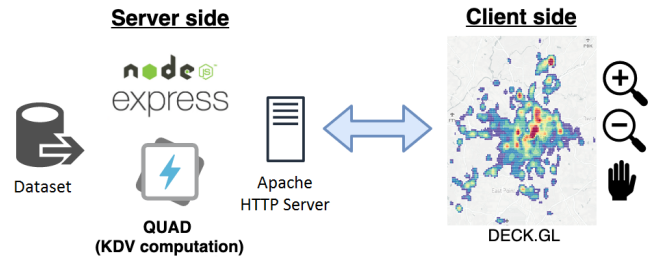 Server side
Client side
node
JS
express
Dataset
QUAD
(KDV computation)
Apache
HTTP Server
DECK.GL